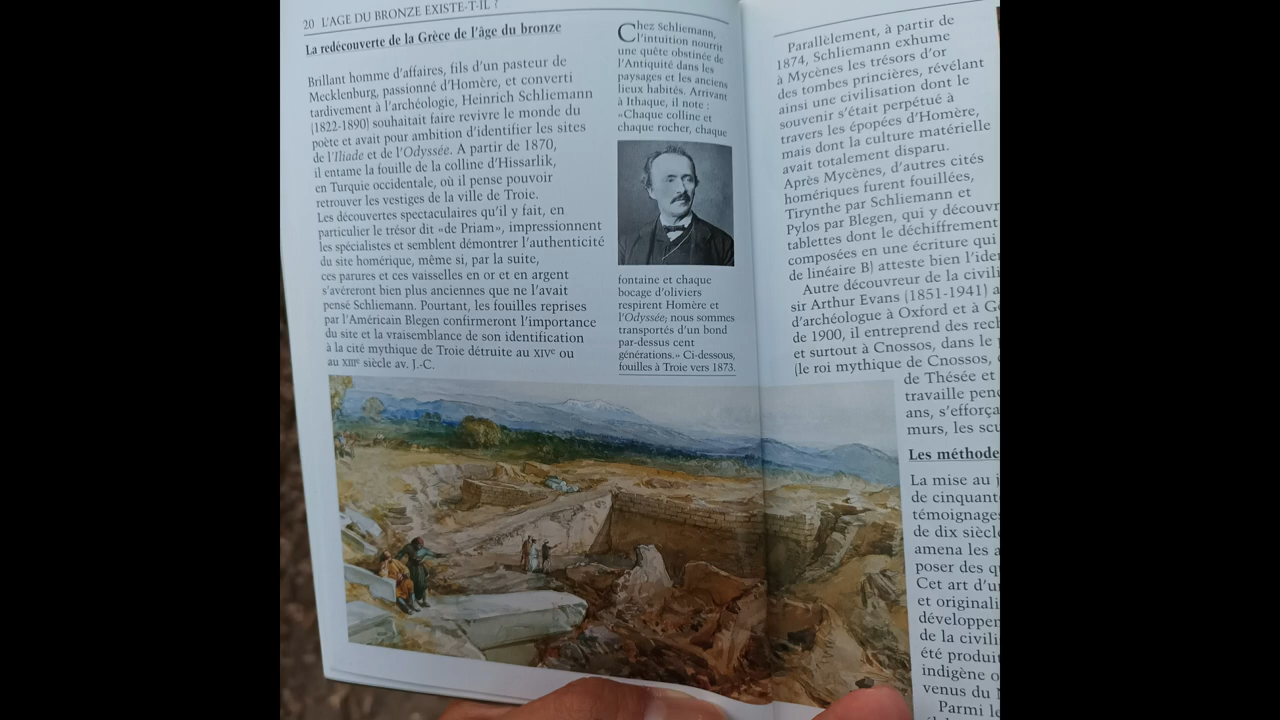 20 L'AGE DU BRONZE EXISTE-T-IL ?
La redécouverte de la Grèce de l'âge du bronze
Brillant homme d'affaires, fils d'un pasteur de
Mecklenburg, passionné d'Homère, et converti
tardivement à l'archéologie, Heinrich Schliemann
(1822-1890) souhaitait faire revivre le monde du
poète et avait pour ambition d'identifier les sites
de l'Iliade et de l'Odyssée. A partir de 1870,
il entame la fouille de la colline d'Hissarlik,
en Turquie occidentale, où il pense pouvoir
retrouver les vestiges de la ville de Troie.
Les découvertes spectaculaires qu'il y fait, en
particulier le trésor dit «de Priam», impressionnent
les spécialistes et semblent démontrer l'authenticité
du site homérique, même si, par la suite,
ces parures et ces vaisselles en or et en argent
s'avéreront bien plus anciennes que ne l'avait
pensé Schliemann. Pourtant, les fouilles reprises
par l'Américain Blegen confirmeront l'importance
du site et la vraisemblance de son identification
à la cité mythique de Troie détruite au XIVe ou
au XIIIe siècle av. J.-C.
Chez Schliemann,
l'intuition nourrit
une quête obstinée de
l'Antiquité dans les
paysages et les anciens
lieux habités. Arrivant
à Ithaque, il note :
«Chaque colline et
chaque rocher, chaque
fontaine et chaque
bocage d'oliviers
respirent Homère et
l'Odyssée; nous sommes
transportés d'un bond
par-dessus cent
générations.» Ci-dessous,
fouilles à Troie vers 1873.
Parallèlement, à partir de
1874, Schliemann exhume
à Mycènes les trésors d'or
des tombes princières, révélant
ainsi une civilisation dont le
souvenir s'était perpétué à
travers les épopées d'Homère,
mais dont la culture matérielle
avait totalement disparu.
Après Mycènes, d'autres cités
homériques furent fouillées,
Tirynthe par Schliemann et
Pylos par Blegen, qui y découvr
tablettes dont le déchiffrement
composées en une écriture qui
de linéaire B) atteste bien l'ide
Autre découvreur de la civili
sir Arthur Evans (1851-1941) a
d'archéologue à Oxford et à G
de 1900, il entreprend des rech
et surtout à Cnossos, dans le
(le roi mythique de Cnossos,
de Thésée et
travaille pen
ans, s'efforça
murs, les scu
Les méthode
La mise au j
de cinquant
témoignages
de dix siècl
amena les a
poser des q
Cet art d'u
et originali
développen
de la civili
été produit
indigène o
venus du
Parmi le